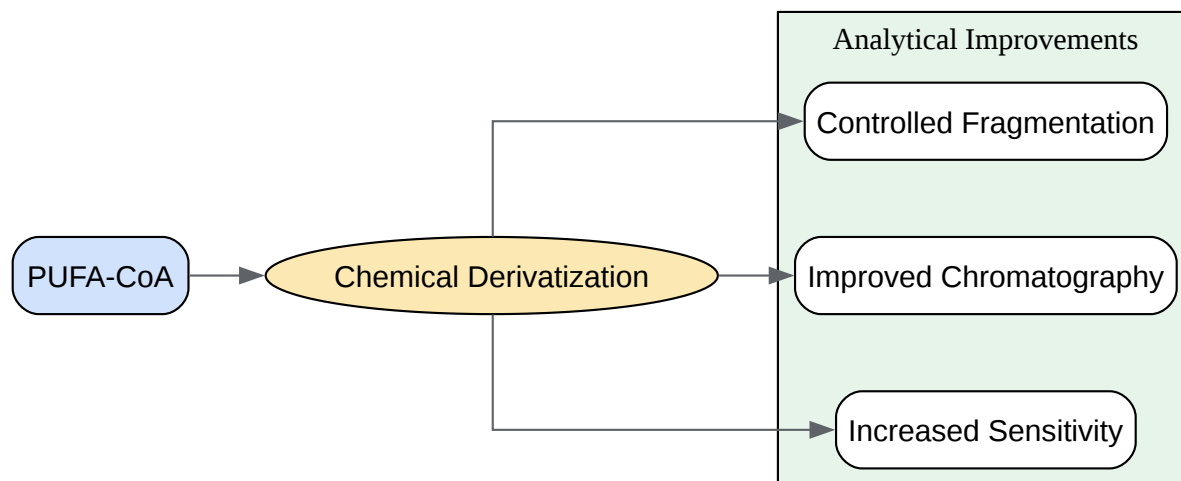 Analytical Improvements
Controlled Fragmentation
PUFA-CoA
Chemical Derivatization
Improved Chromatography
Increased Sensitivity